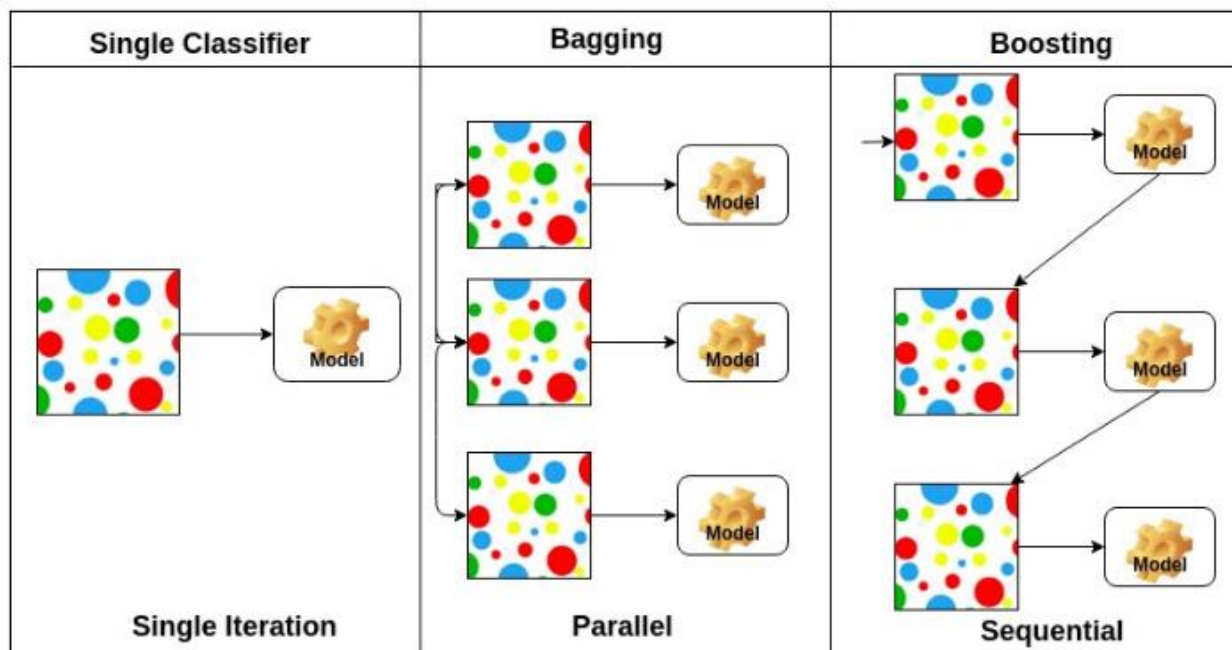 Single Classifier
Bagging
Boosting
Model
Model
Model
Model
Model
Model
Model
Single Iteration
Parallel
Sequential